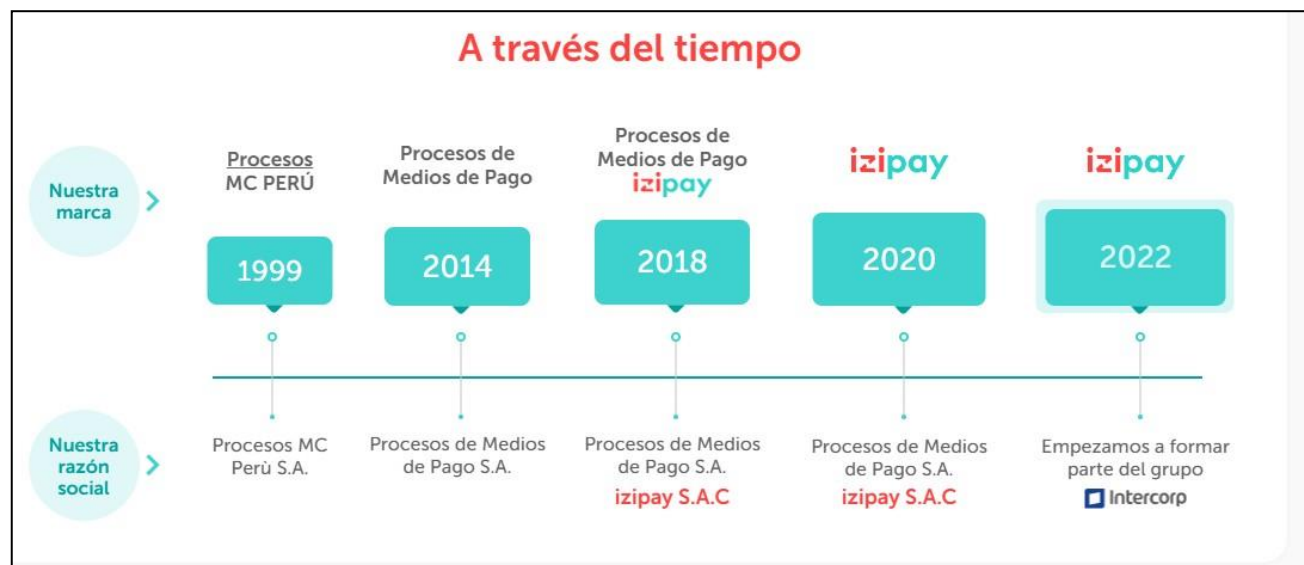 A través del tiempo
Nuestra
marca
Procesos
MC PERÚ
Procesos de
Medios de Pago
Procesos de
Medios de Pago
izipay
izipay
izipay
1999
2014
2018
2020
2022
Nuestra
razón
social
Procesos MC
Perù S.A.
Procesos de Medios
de Pago S.A.
Procesos de Medios
de Pago S.A.
izipay S.A.C
Procesos de Medios
de Pago S.A.
izipay S.A.C
Empezamos a formar
parte del grupo
Intercorp